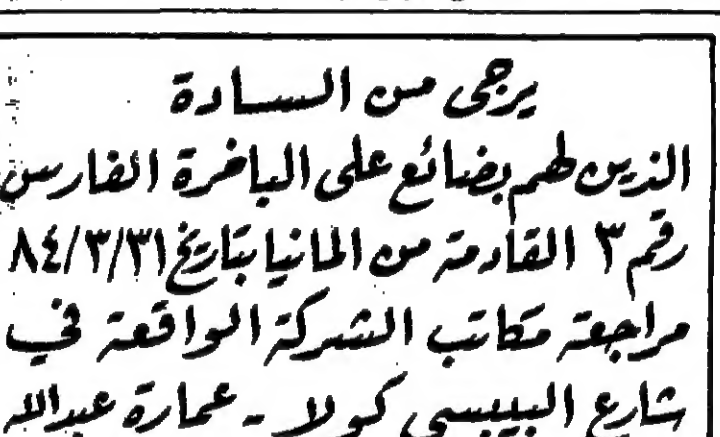 يرجى من السادة
الذين لهم بضائع على الباخرة الفارس
رقم ٣ القادمة من المانيا بتاريخ ٨٤/٣/٣١
مراجعة مكاتب الشركة الواقعة في
شارع البيبسي كولا - عمارة عبدالله